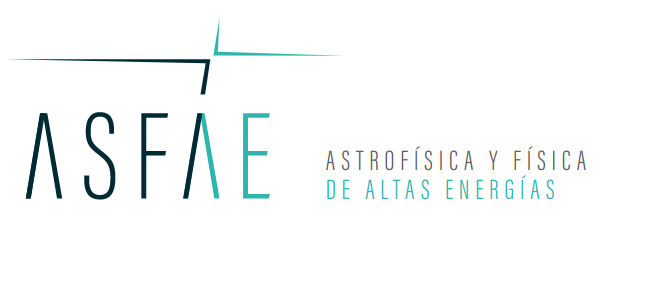 ASFAE
ASTROFÍSICA Y FÍSICA
DE ALTAS ENERGÍAS